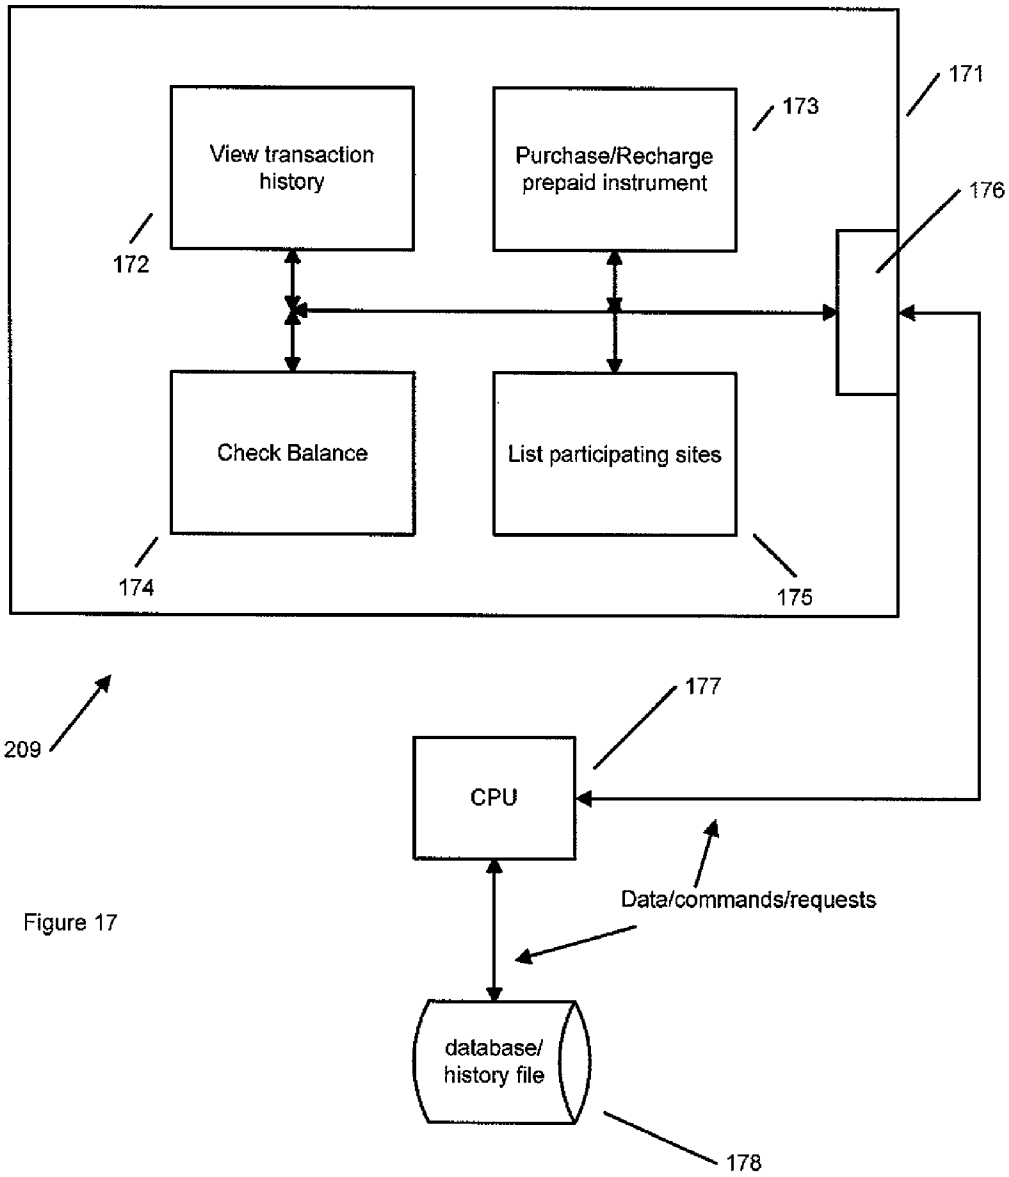 171
View transaction
history
Purchase/Recharge
prepaid instrument
173
176
172
Check Balance
List participating sites
174
175
177
209
CPU
Data/commands/requests
Figure 17
database/
history file
178